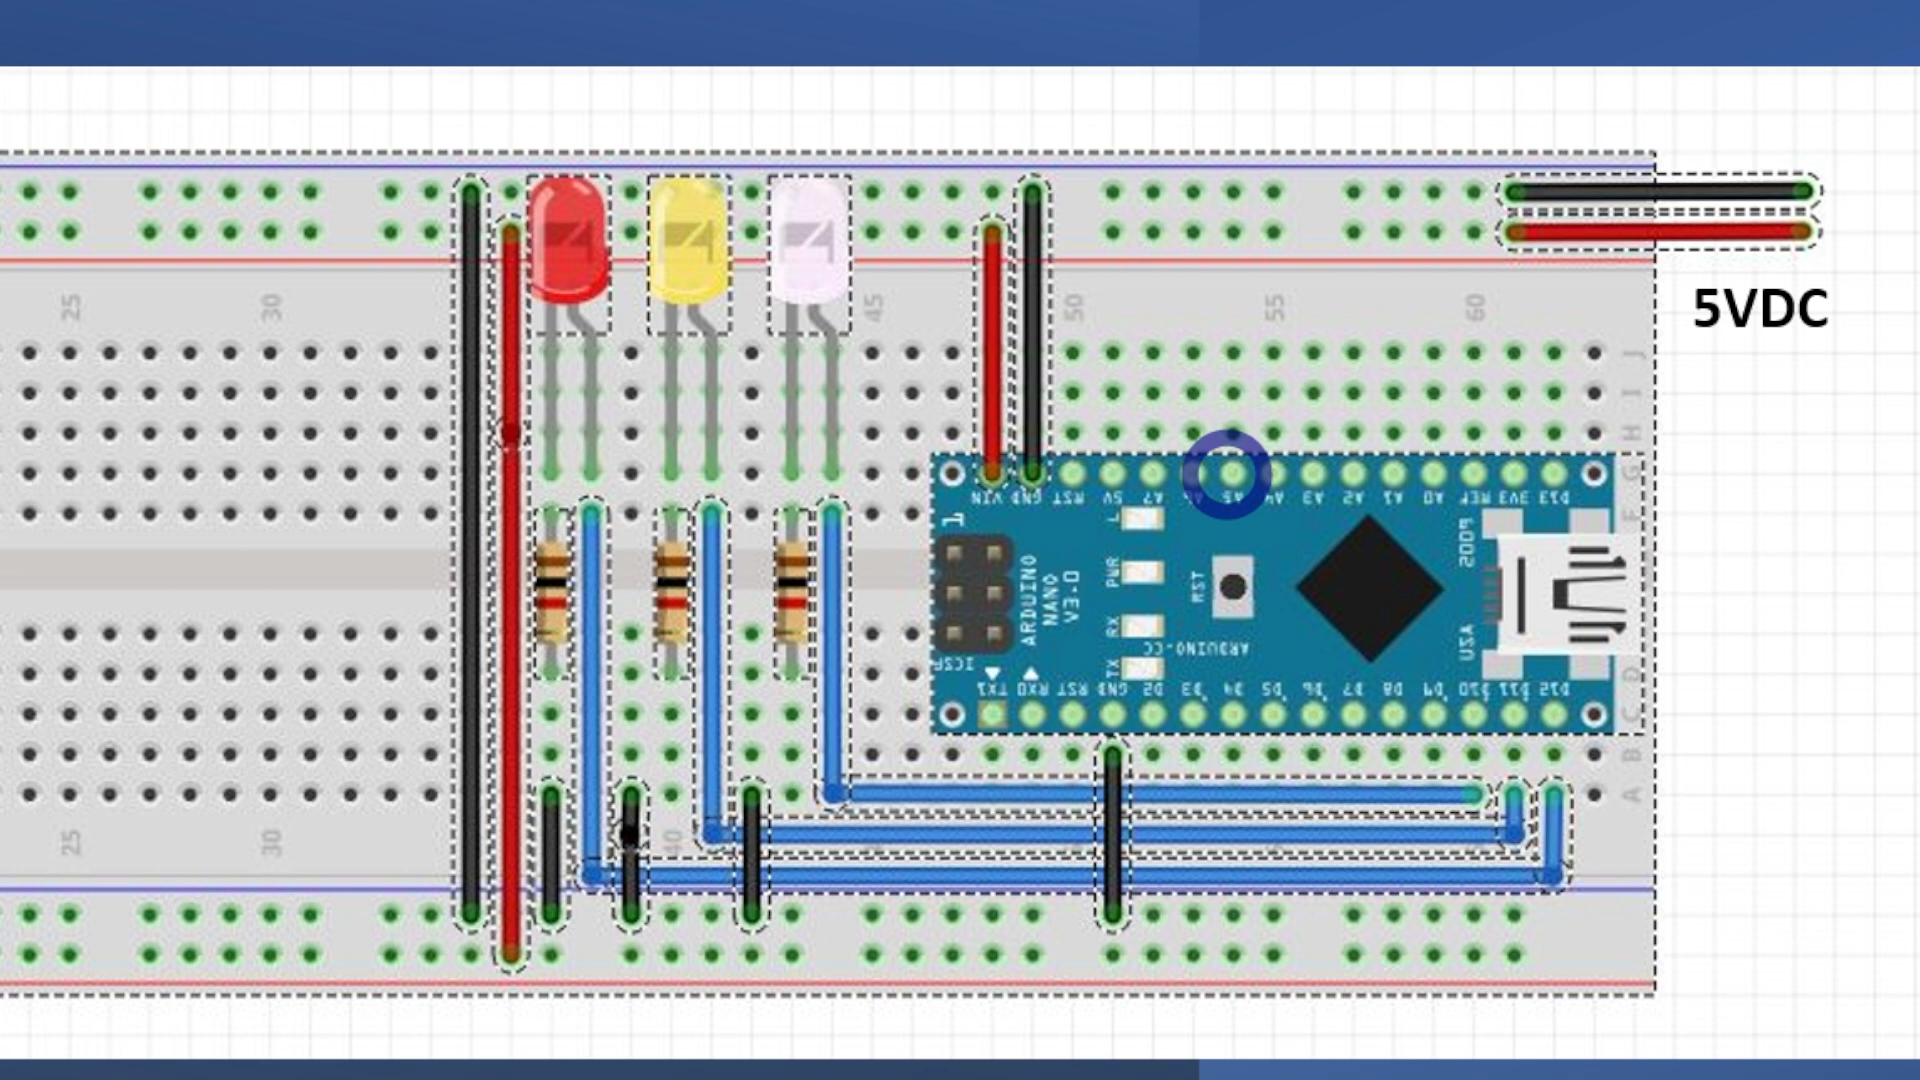 5VDC
25
30
45
50
55
60
J
I
H
G
F
VIN
GND
RST
5V
A7
A5
A4
A3
A2
A1
A0
REF
3V3
D13
1
L
PWR
RX
TX
ARDUINO
NANO
V3.0
RST
ARDUINO.CC
2009
USA
ICSP
TX1
RX0
RST
GND
D2
D3
D4
D5
D6
D7
D8
D9
D10
D11
D12
D
C
B
A
25
30
40